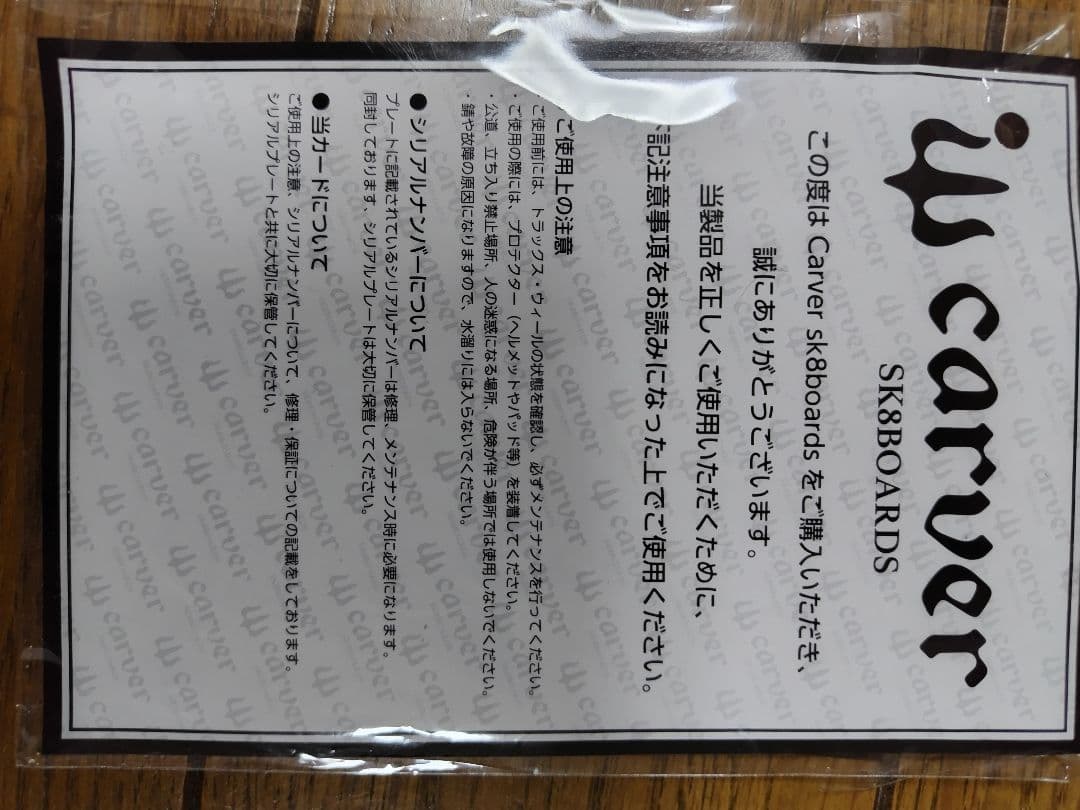 carver
SK8BOARDS
この度は Carver sk8boards をご購入いただき、
誠にありがとうございます。
当製品を正しくご使用いただくために、
記注意事項をお読みになった上でご使用ください。
ご使用上の注意
ご使用前には、トラックス・ウィールの状態を確認し、必ずメンテナンスを行ってください。
・ご使用の際には、プロテクター（ヘルメットやパッド等）を装着してください。
・公道、立ち入り禁止場所、人の迷惑になる場所、危険が伴う場所では使用しないでください。
・錆や故障の原因になりますので、水溜りには入らないでください。
●シリアルナンバーについて
プレートに記載されているシリアルナンバーは修理、メンテナンス時に必要になります。
同封しております、シリアルプレートは大切に保管してください。
●当カードについて
ご使用上の注意、シリアルナンバーについて、修理・保証についての記載をしております。
シリアルプレートと共に大切に保管してください。